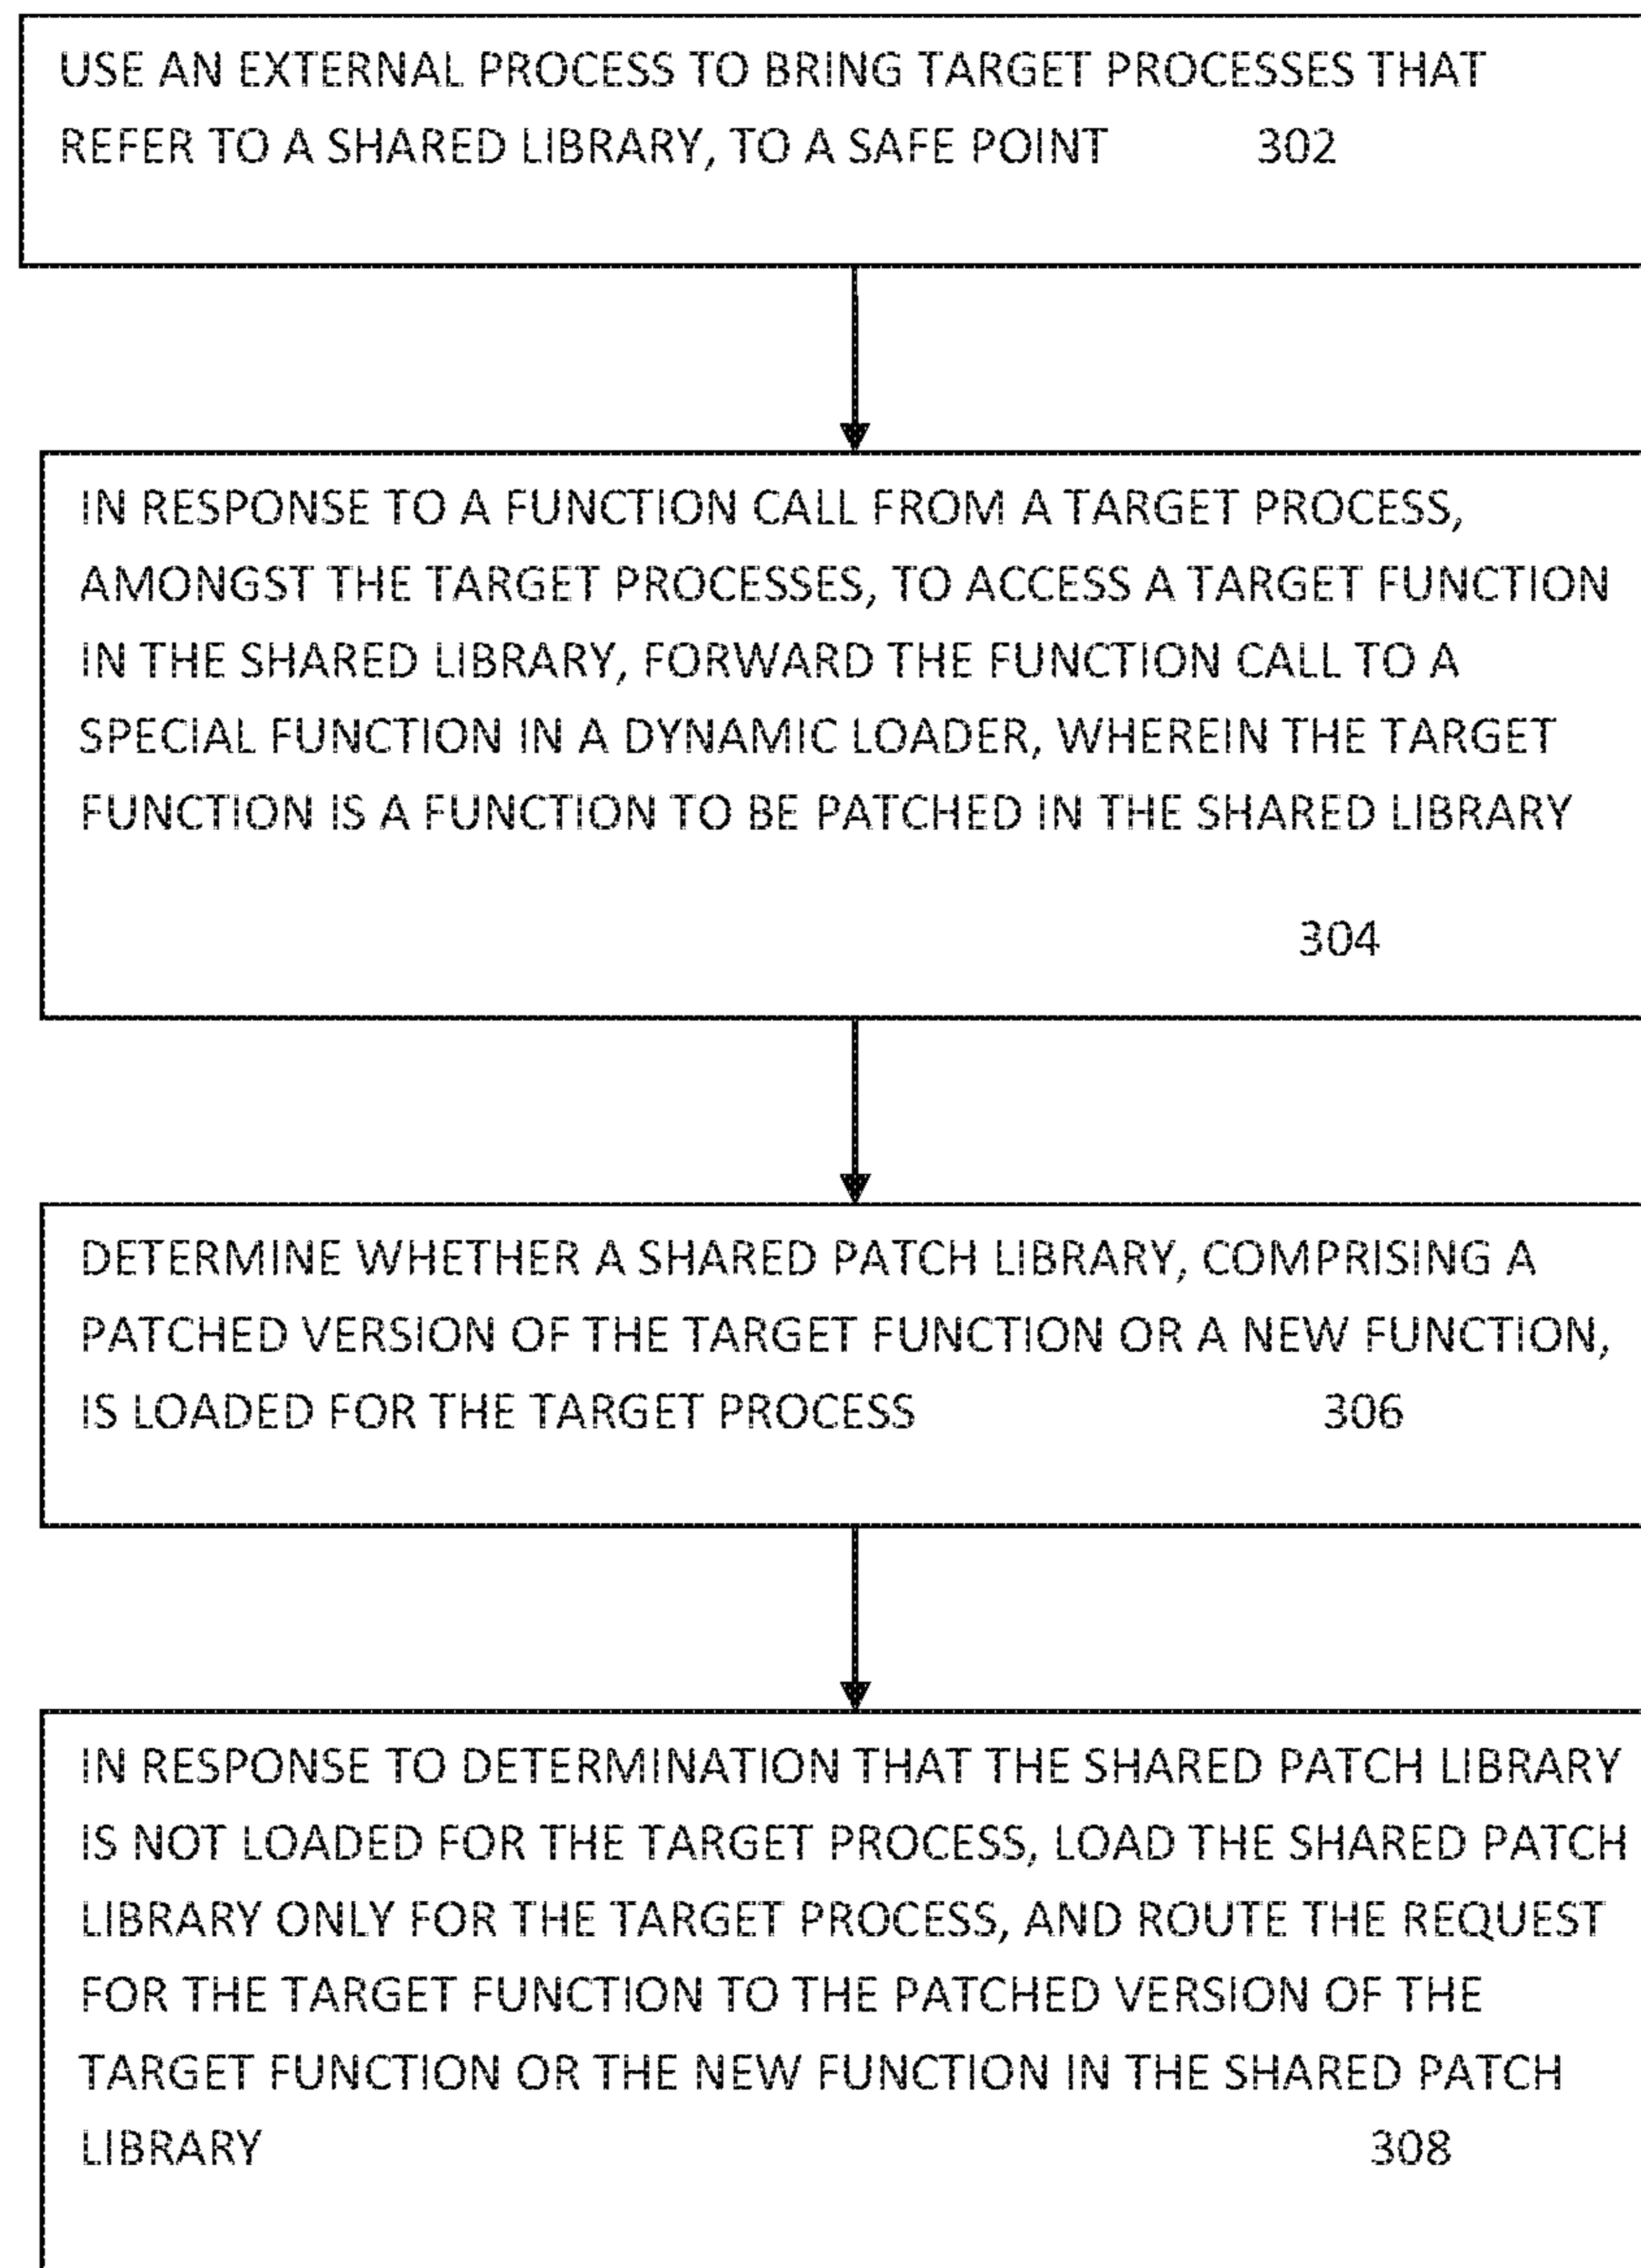 USE AN EXTERNAL PROCESS TO BRING TARGET PROCESSES THAT
REFER TO A SHARED LIBRARY, TO A SAFE POINT 302
IN RESPONSE TO A FUNCTION CALL FROM A TARGET PROCESS,
AMONGST THE TARGET PROCESSES, TO ACCESS A TARGET FUNCTION
IN THE SHARED LIBRARY, FORWARD THE FUNCTION CALL TO A
SPECIAL FUNCTION IN A DYNAMIC LOADER, WHEREIN THE TARGET
FUNCTION IS A FUNCTION TO BE PATCHED IN THE SHARED LIBRARY
304
DETERMINE WHETHER A SHARED PATCH LIBRARY, COMPRISING A
PATCHED VERSION OF THE TARGET FUNCTION OR A NEW FUNCTION,
IS LOADED FOR THE TARGET PROCESS 306
IN RESPONSE TO DETERMINATION THAT THE SHARED PATCH LIBRARY
IS NOT LOADED FOR THE TARGET PROCESS, LOAD THE SHARED PATCH
LIBRARY ONLY FOR THE TARGET PROCESS, AND ROUTE THE REQUEST
FOR THE TARGET FUNCTION TO THE PATCHED VERSION OF THE
TARGET FUNCTION OR THE NEW FUNCTION IN THE SHARED PATCH
LIBRARY 308